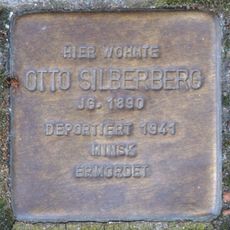 HIER WOHNTE
OTTO SILBERBERG
JG. 1890
DEPORTIERT 1941
MINSK
ERMORDET